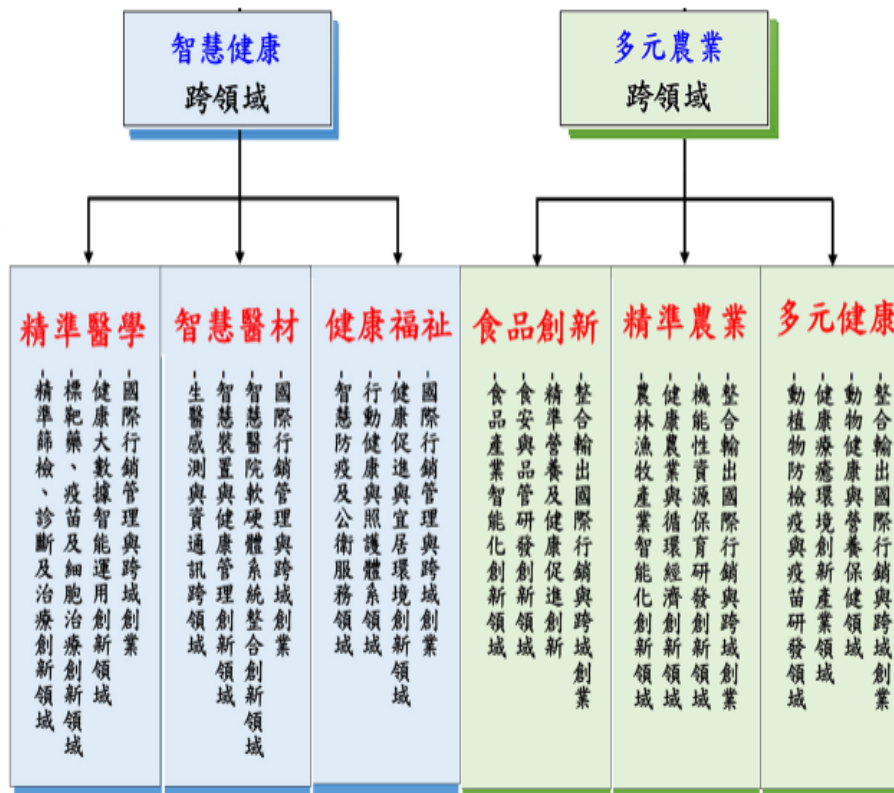 智慧健康
跨領域
多元農業
跨領域
精準醫學
-精準篩檢、診斷及治療創新領域
-標靶藥、疫苗及細胞治療創新領域
-健康大數據智能運用創新領域
-國際行銷管理與跨域創業
智慧醫材
-生醫感測與資通訊跨領域
-智慧裝置與健康管理創新領域
-智慧醫院軟硬體系統整合創新領域
-國際行銷管理與跨域創業
健康福祉
-智慧防疫及公衛服務領域
-行動健康與照護體系領域
-健康促進與宜居環境創新領域
-國際行銷管理與跨域創業
食品創新
-食品產業智能化創新領域
-食安與品管研發創新領域
-精準營養及健康促進創新
-整合輸出國際行銷與跨域創業
精準農業
-農林漁牧產業智能化創新領域
-健康農業與循環經濟創新領域
-機能性資源保育研發創新領域
-整合輸出國際行銷與跨域創業
多元健康
-動植物防檢疫與疫苗研發領域
-健康療癒環境創新產業領域
-動物健康與營養保健領域
-整合輸出國際行銷與跨域創業